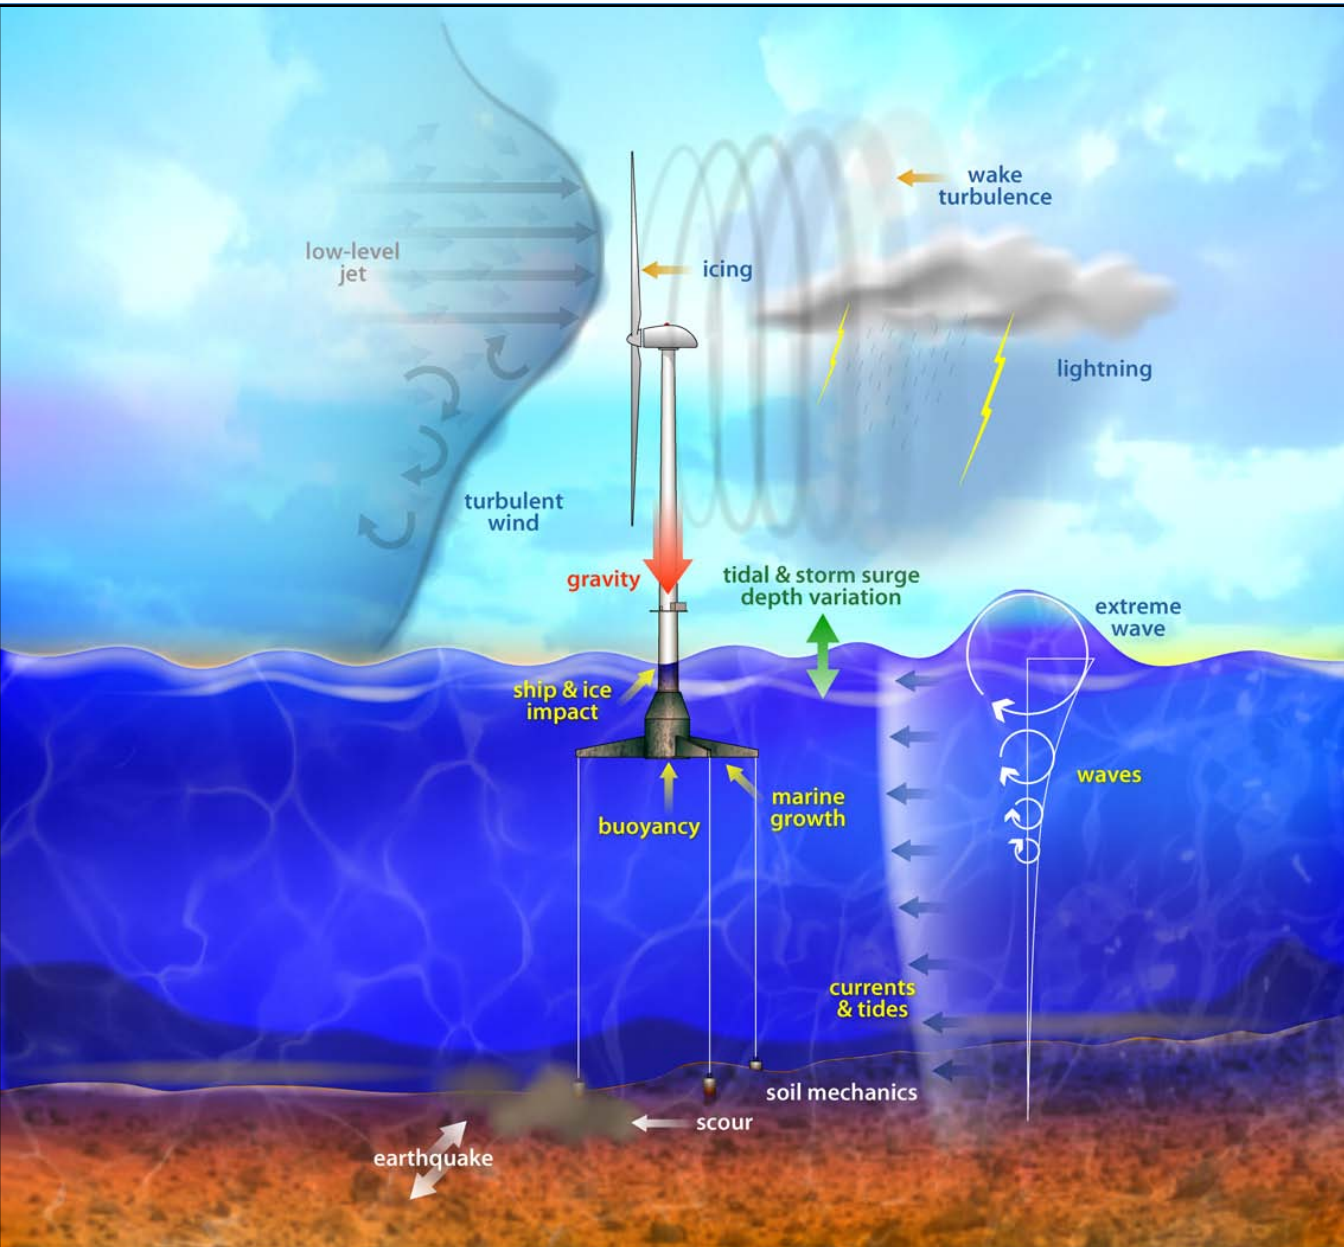 wake
turbulence
low-level
jet
icing
lightning
turbulent
wind
gravity
tidal & storm surge
depth variation
extreme
wave
ship & ice
impact
waves
marine
growth
buoyancy
currents
& tides
soil mechanics
scour
earthquake